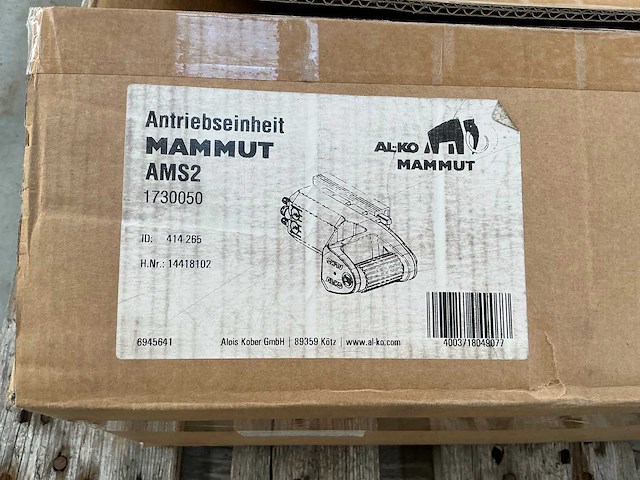 Antriebseinheit
MAMMUT
AMS2
1730050
ID: 414 265
H.Nr.: 14418102
AL-KO
MAMMUT
6945641
Alois Kober GmbH | 89359 Kötz | www.al-ko.com
4003718049077